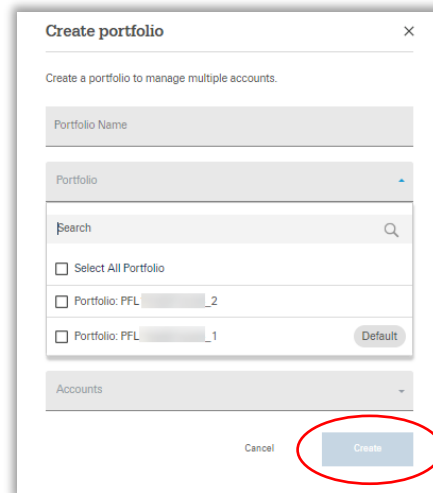 Create portfolio
Create a portfolio to manage multiple accounts.
Portfolio Name
Portfolio
Search
Select All Portfolio
Portfolio: PFL _2
Portfolio: PFL _1 Default
Accounts
Cancel Create